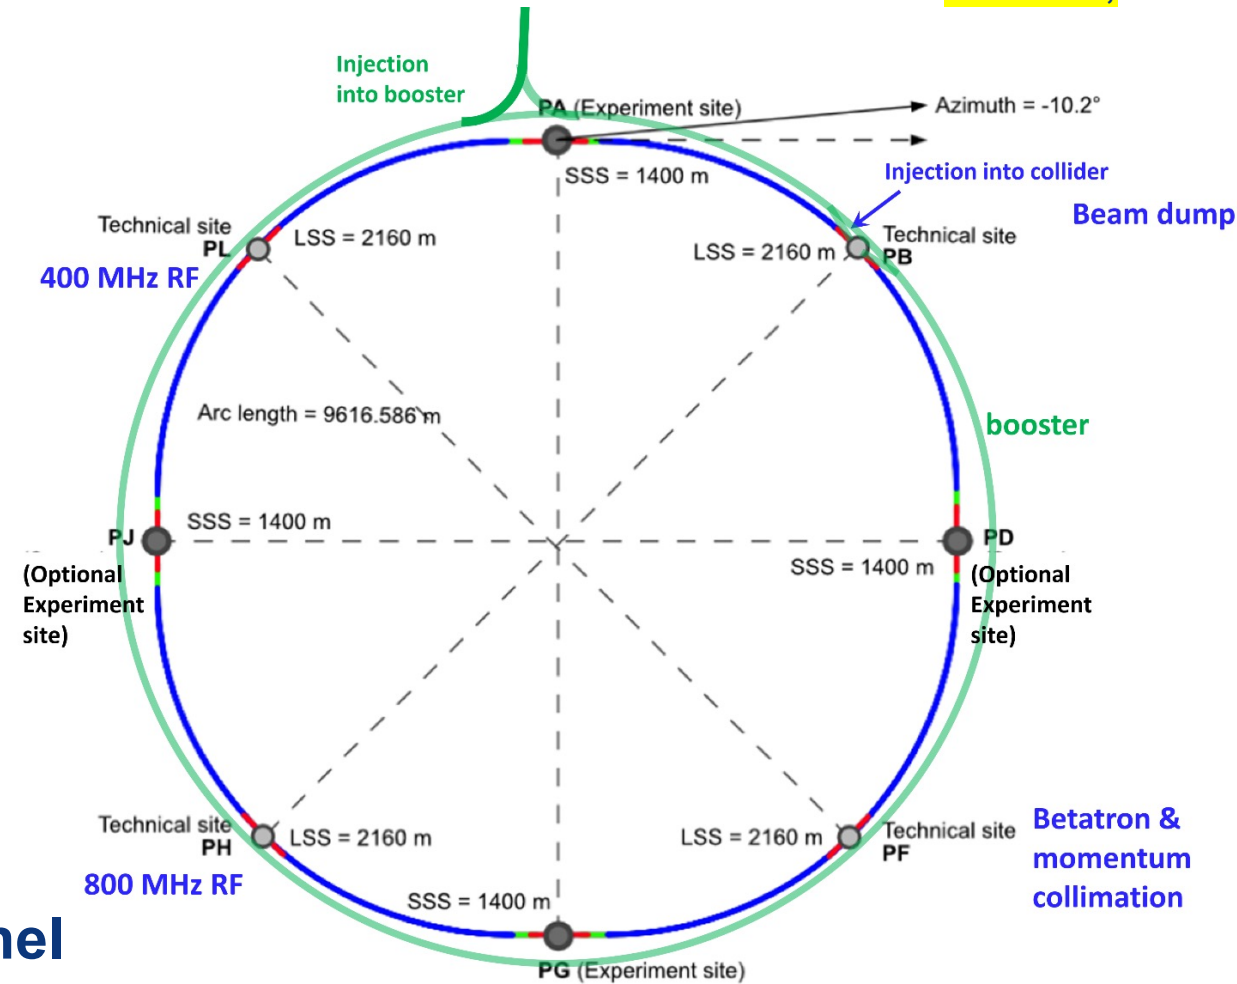 Injection
into booster
PA (Experiment site)
Azimuth = -10.2°
SSS = 1400 m
Injection into collider
Beam dump
Technical site
PL
LSS = 2160 m
400 MHz RF
LSS = 2160 m
Technical site
PB
Arc length = 9616.586 m
booster
PJ
SSS = 1400 m
(Optional
Experiment
site)
PD
SSS = 1400 m
(Optional
Experiment
site)
Technical site
PH
LSS = 2160 m
800 MHz RF
LSS = 2160 m
Technical site
PF
Betatron &
momentum
collimation
SSS = 1400 m
PG (Experiment site)